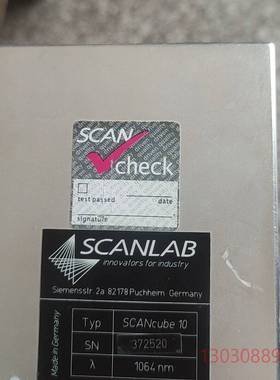 SCAN
check
test passed
date
signature
SCANLAB
innovators for industry
Siemensstr. 2a 82178 Puchheim Germany
Made in Germany
Typ SCANcube 10
SN 372520
λ 1064 nm
13030889